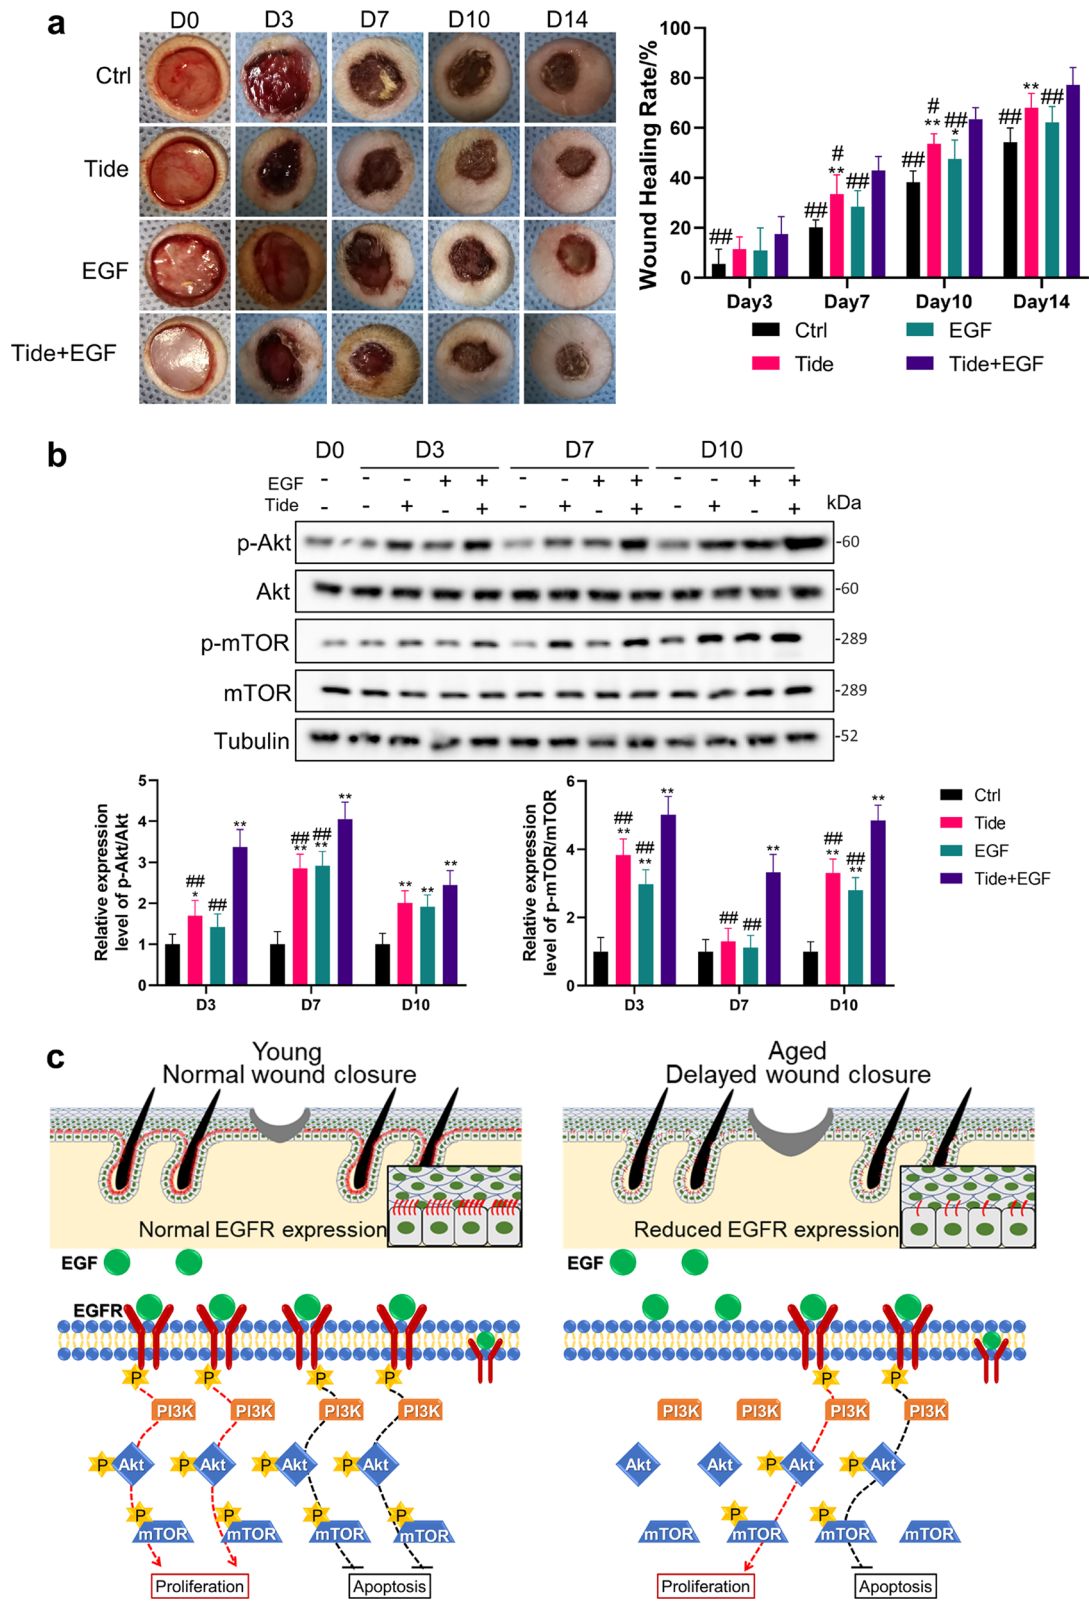 a
D0 D3 D7 D10 D14
Ctrl
Tide
EGF
Tide+EGF
Wound Healing Rate/%
100
80
60
40
20
0
## 
## # ** ##
## # ** ## *
## ** ##
Day3 Day7 Day10 Day14
Ctrl EGF
Tide Tide+EGF
b
D0 D3 D7 D10
EGF - - - + + - - + + - - + +
Tide - - + - + - + - + - + - + kDa
p-Akt -60
Akt -60
p-mTOR -289
mTOR -289
Tubulin -52
Relative expression
level of p-Akt/Akt
5
4
3
2
1
0
## * ## **
## ** ## ** **
** ** **
D3 D7 D10
Relative expression
level of p-mTOR/mTOR
6
4
2
0
## ** ## ** **
## ## **
## ** ## ** **
D3 D7 D10
Ctrl
Tide
EGF
Tide+EGF
c
Young
Normal wound closure
Normal EGFR expression
EGF
EGFR
P P P P
PI3K PI3K PI3K PI3K
P Akt P Akt P Akt P Akt
P P P P
mTOR mTOR mTOR mTOR
Proliferation Apoptosis
Aged
Delayed wound closure
Reduced EGFR expression
EGF
P P
PI3K PI3K PI3K PI3K
Akt Akt P Akt P Akt
P P
mTOR mTOR mTOR mTOR
Proliferation Apoptosis